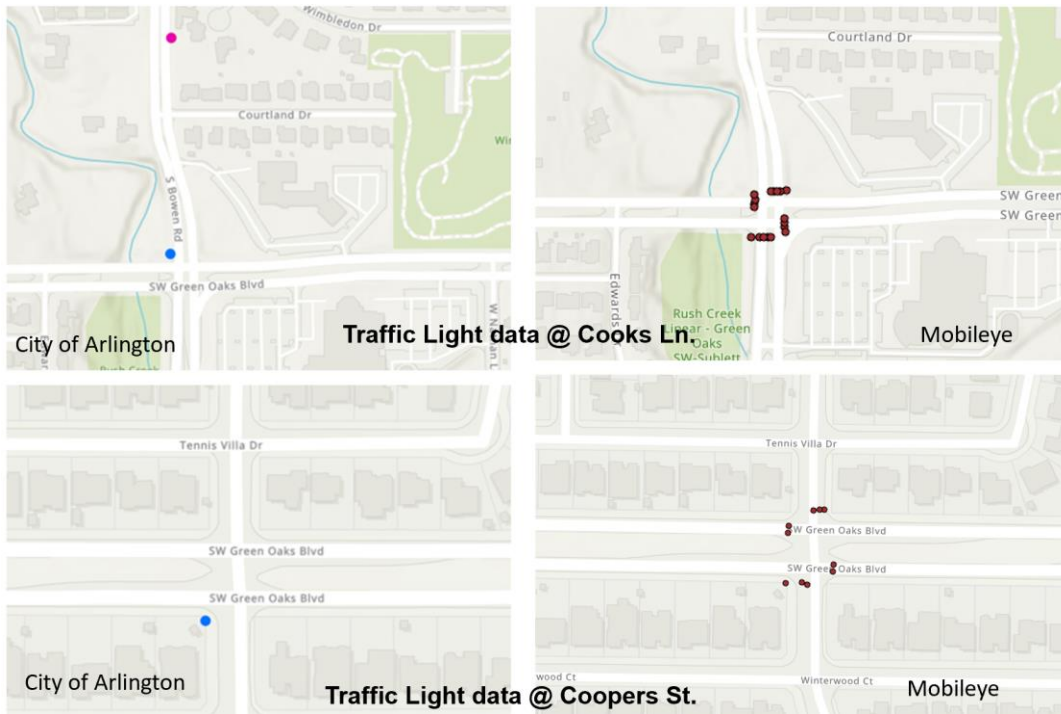 Wimbledon Dr
Courtland Dr
S Bowen Rd
SW Green Oaks Blvd
City of Arlington
Courtland Dr
SW Green
SW Green
Edwards
Rush Creek
Linear - Green
Oaks
SW-Sublett
Mobileye
Traffic Light data @ Cooks Ln.
Tennis Villa Dr
SW Green Oaks Blvd
SW Green Oaks Blvd
City of Arlington
Tennis Villa Dr
W Green Oaks Blvd
SW Green Oaks Blvd
wood Ct
Winterwood Ct
Mobileye
Traffic Light data @ Coopers St.